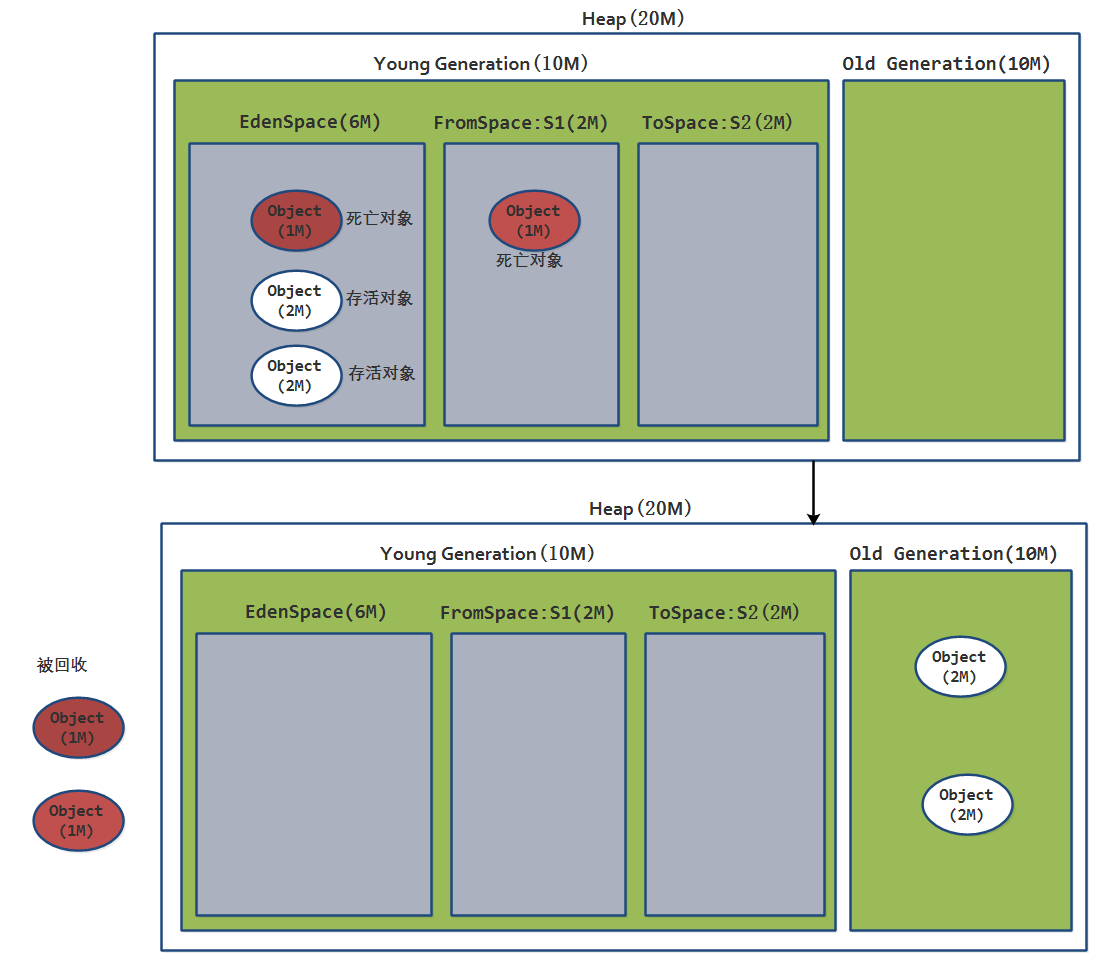 Heap(20M)
Young Generation(10M)
Old Generation(10M)
EdenSpace(6M)
FromSpace:S1(2M)
ToSpace:S2(2M)
Object
(1M)
死亡对象
Object
(1M)
死亡对象
Object
(2M)
存活对象
Object
(2M)
存活对象
Heap(20M)
Young Generation(10M)
Old Generation(10M)
EdenSpace(6M)
FromSpace:S1(2M)
ToSpace:S2(2M)
被回收
Object
(1M)
Object
(1M)
Object
(2M)
Object
(2M)